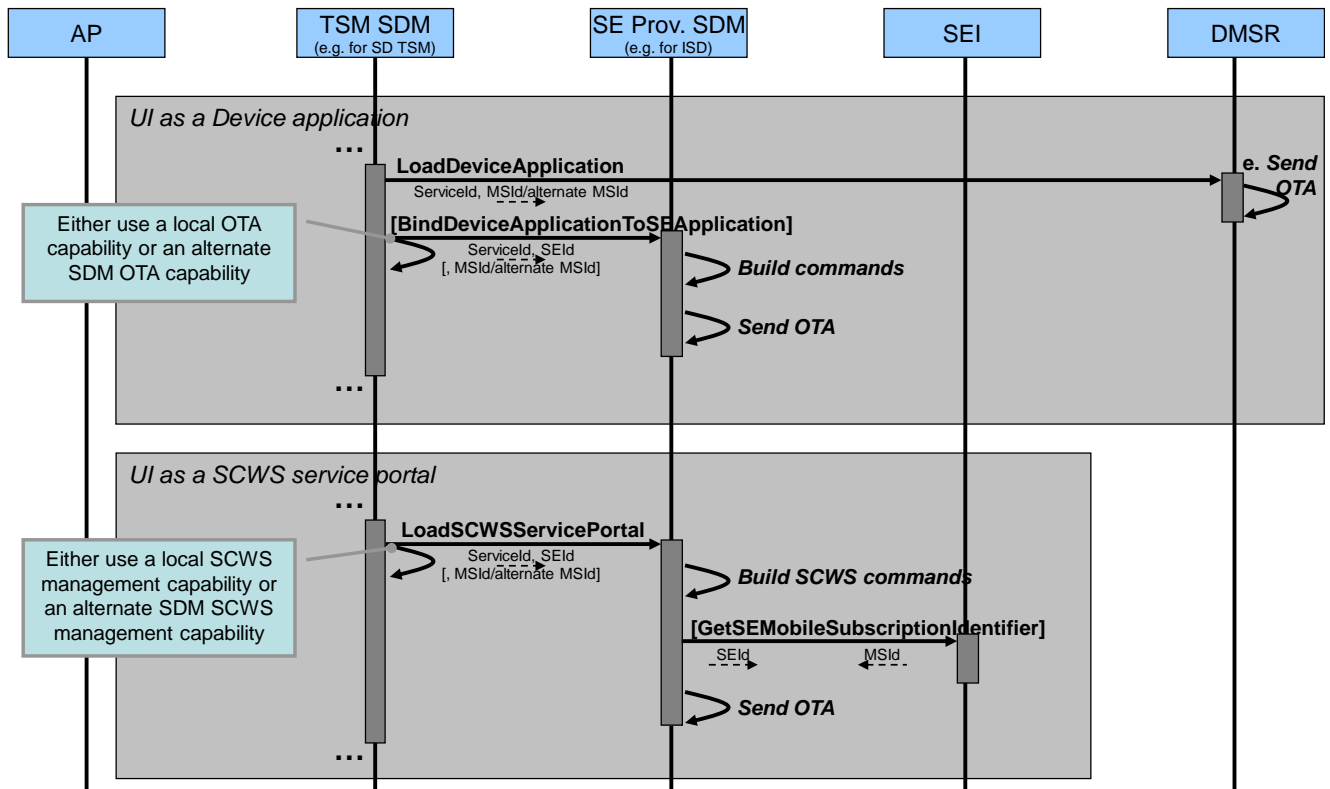 AP
TSM SDM
(e.g. for SD TSM)
SE Prov. SDM
(e.g. for ISD)
SEI
DMSR
UI as a Device application
...
LoadDeviceApplication
ServiceId, MSId/alternate MSId
e. Send
OTA
Either use a local OTA
capability or an alternate
SDM OTA capability
[BindDeviceApplicationToSEApplication]
ServiceId, SEId
[, MSId/alternate MSId]
Build commands
Send OTA
...
UI as a SCWS service portal
...
LoadSCWSServicePortal
ServiceId, SEId
[, MSId/alternate MSId]
Either use a local SCWS
management capability or
an alternate SDM SCWS
management capability
Build SCWS commands
[GetSEMobileSubscriptionIdentifier]
SEId
MSId
Send OTA
...